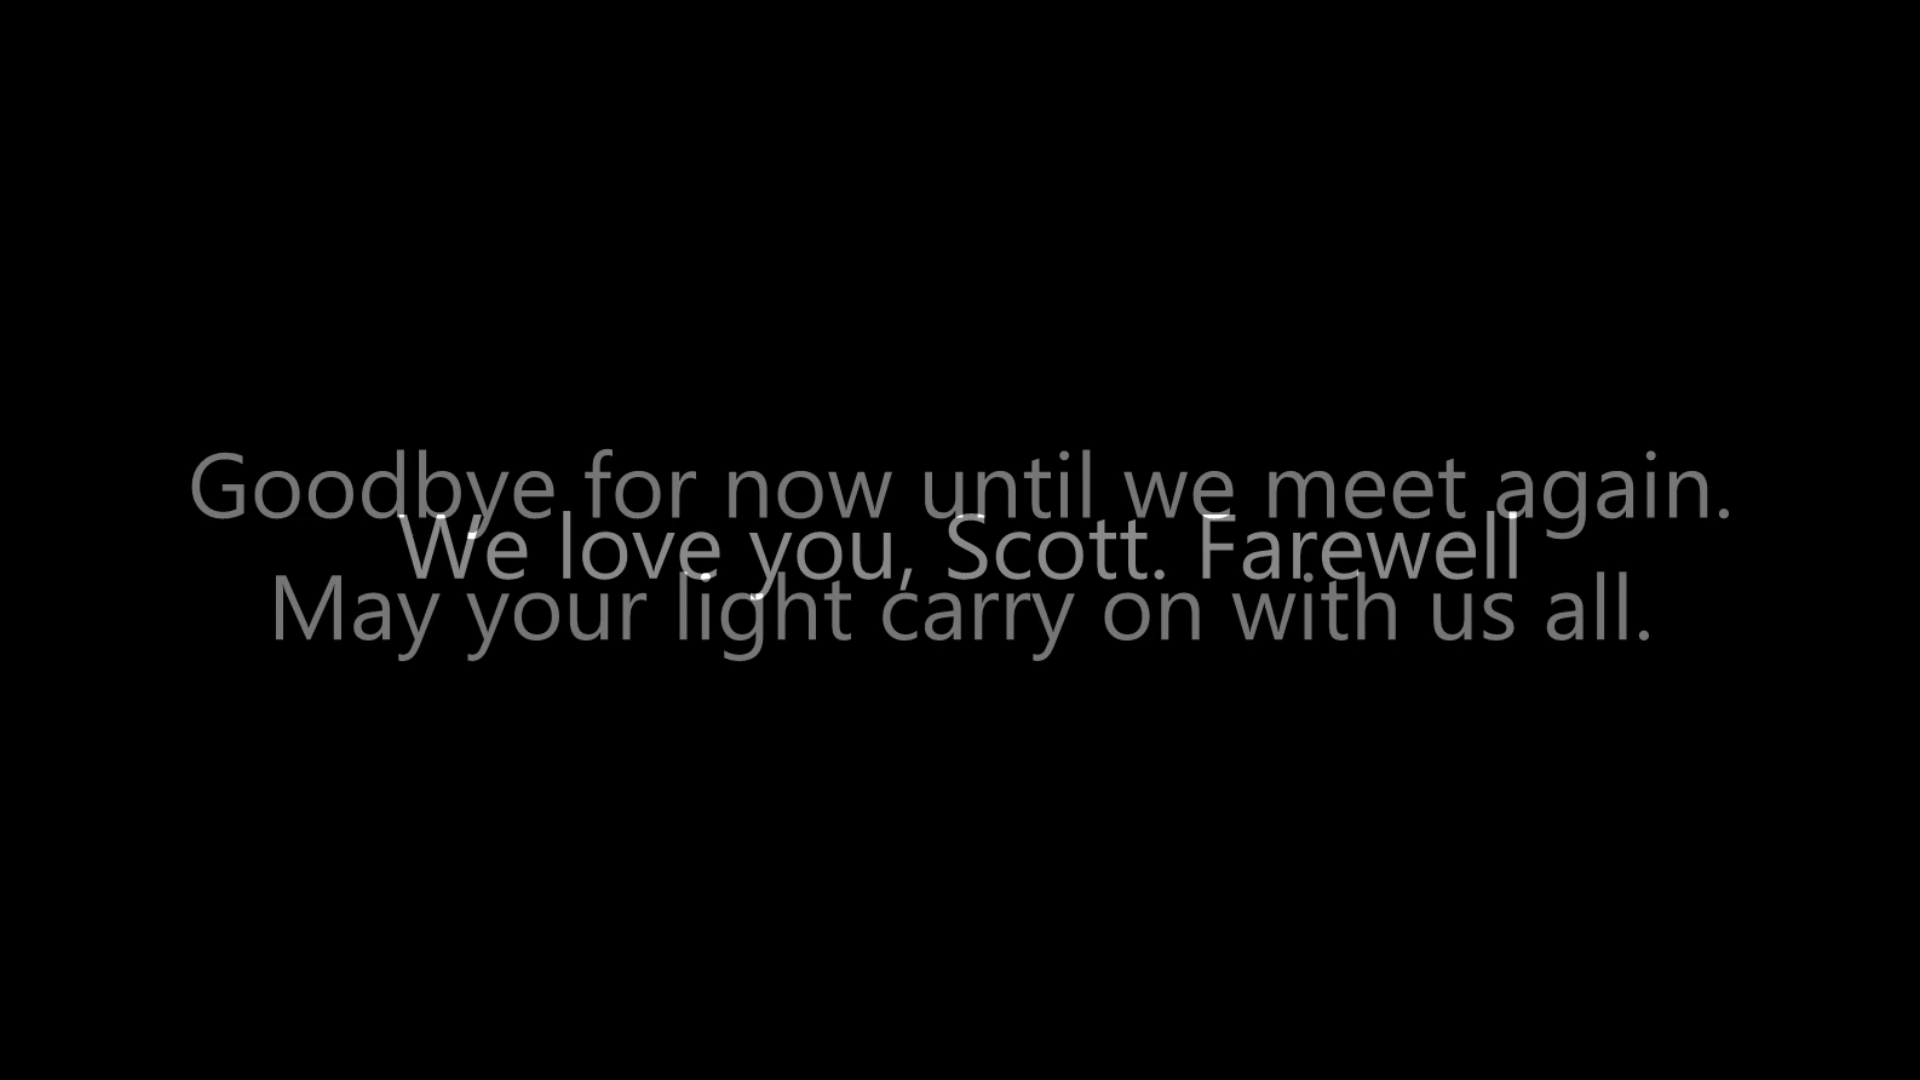 Goodbye for now until we meet again.
We love you, Scott. Farewell
May your light carry on with us all.